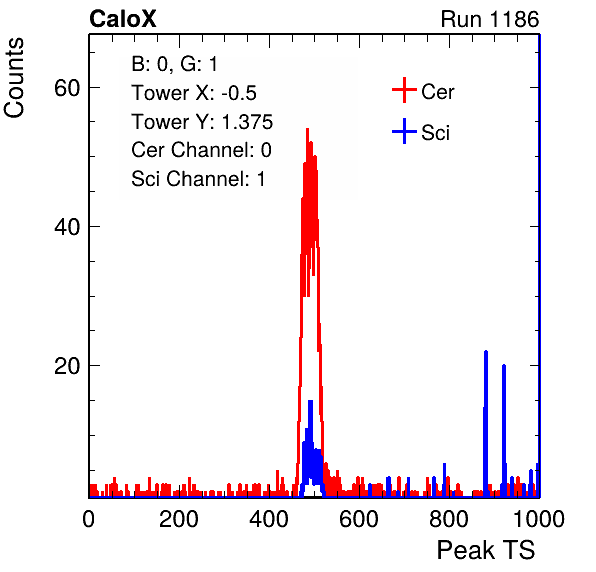 CaloX
Run 1186
Counts
B: 0, G: 1
Tower X: -0.5
Tower Y: 1.375
Cer Channel: 0
Sci Channel: 1
Cer
Sci
60
40
20
0 200 400 600 800 1000
Peak TS